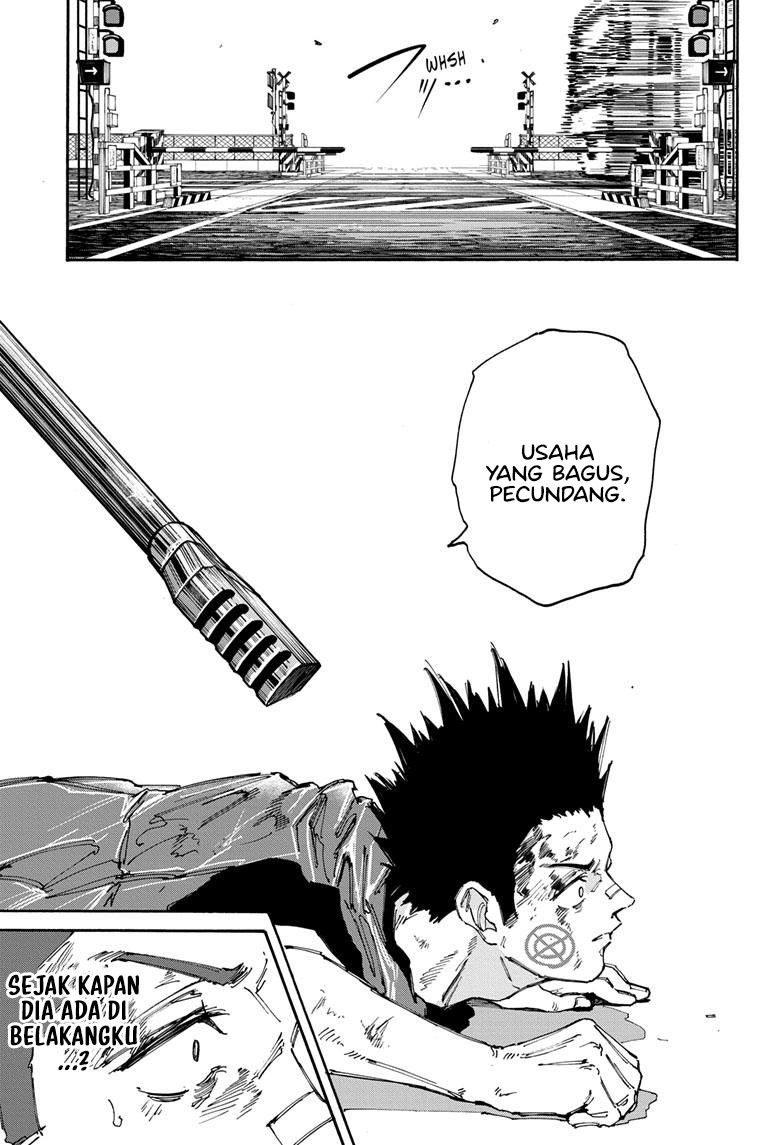 WHSH
...
USAHA
YANG BAGUS,
PECUNDANG.
SEJAK KAPAN
DIA ADA DI
BELAKANGKU
...?